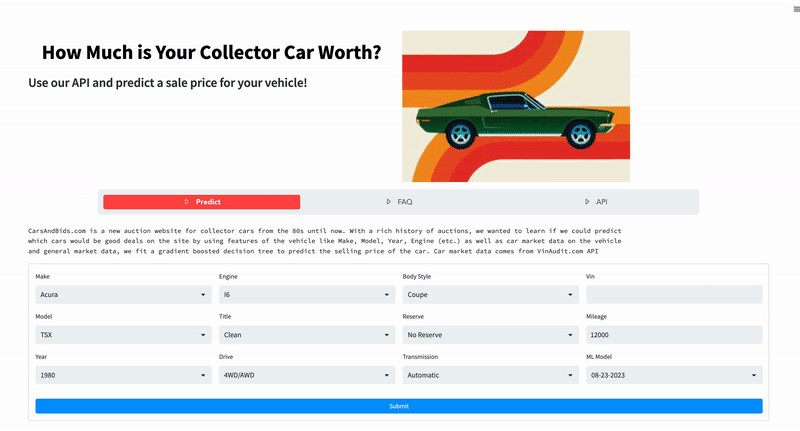 How Much is Your Collector Car Worth?
Use our API and predict a sale price for your vehicle!
Predict
FAQ
API
CarsAndBids.com is a new auction website for collector cars from the 80s until now. With a rich history of auctions, we wanted to learn if we could predict
which cars would be good deals on the site by using features of the vehicle like Make, Model, Year, Engine (etc.) as well as car market data on the vehicle
and general market data, we fit a gradient boosted decision tree to predict the selling price of the car. Car market data comes from VinAudit.com API
Make
Engine
Body Style
Vin
Acura
I6
Coupe
Model
Title
Reserve
Mileage
TSX
Clean
No Reserve
12000
Year
Drive
Transmission
ML Model
1980
4WD/AWD
Automatic
08-23-2023
Submit